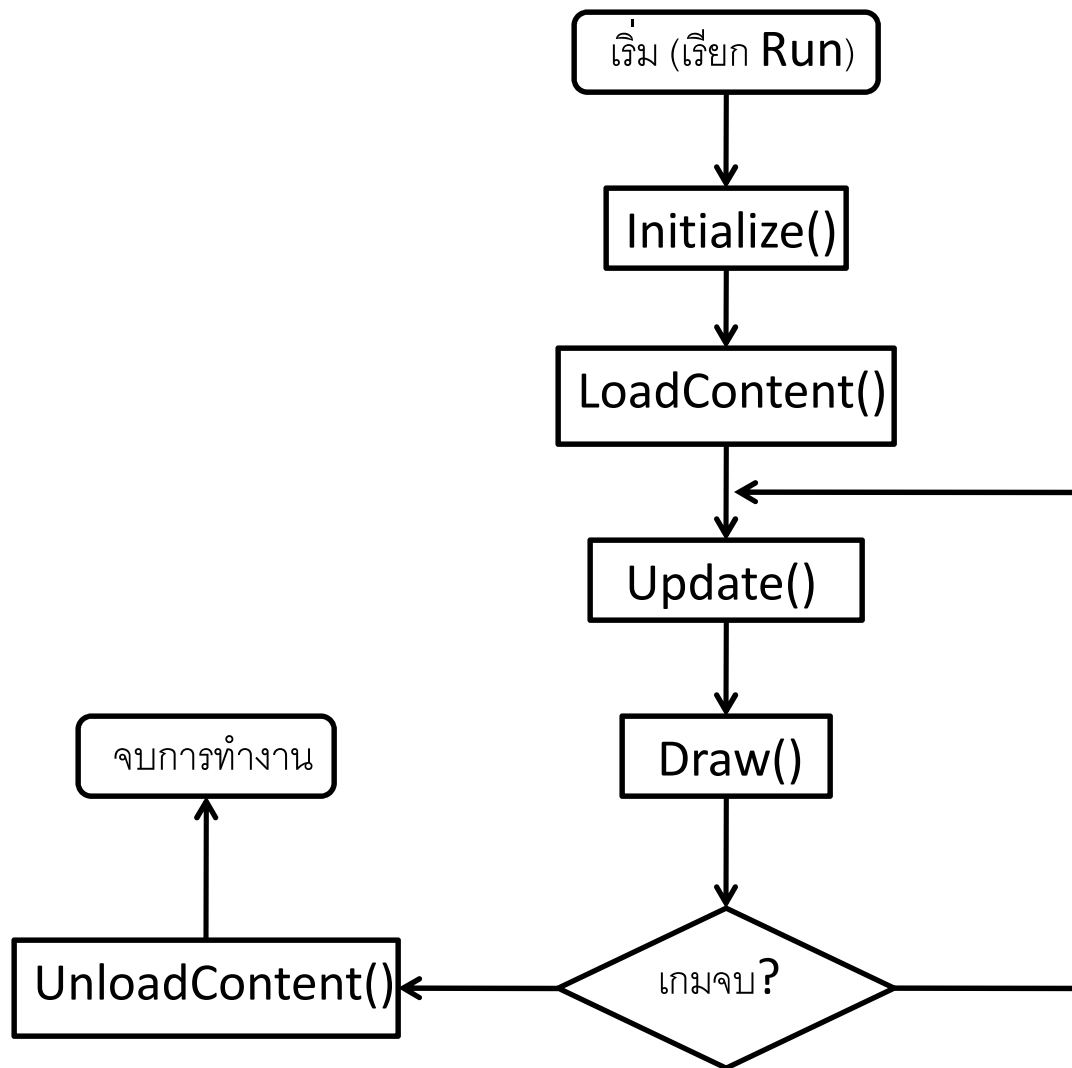 เริ่ม (เรียก Run)
Initialize()
LoadContent()
Update()
Draw()
เกมจบ?
UnloadContent()
จบการทำงาน